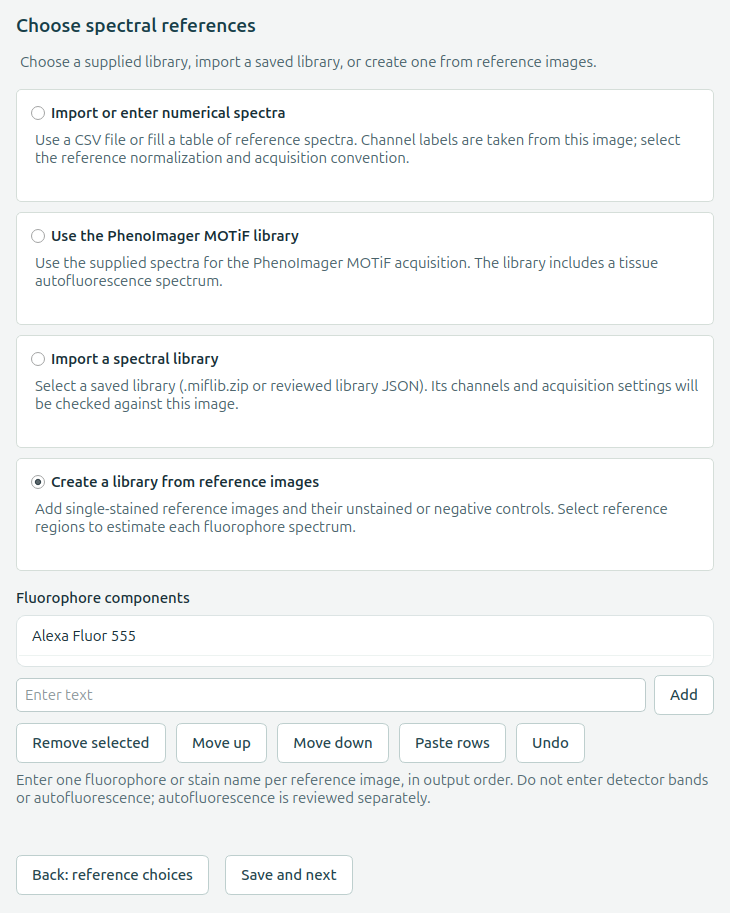 Choose spectral references
Choose a supplied library, import a saved library, or create one from reference images.
Import or enter numerical spectra
Use a CSV file or fill a table of reference spectra. Channel labels are taken from this image; select
the reference normalization and acquisition convention.
Use the PhenoImager MOTiF library
Use the supplied spectra for the PhenoImager MOTiF acquisition. The library includes a tissue
autofluorescence spectrum.
Import a spectral library
Select a saved library (.miflib.zip or reviewed library JSON). Its channels and acquisition settings will
be checked against this image.
Create a library from reference images
Add single-stained reference images and their unstained or negative controls. Select reference
regions to estimate each fluorophore spectrum.
Fluorophore components
Alexa Fluor 555
Enter text
Add
Remove selected
Move up
Move down
Paste rows
Undo
Enter one fluorophore or stain name per reference image, in output order. Do not enter detector bands
or autofluorescence; autofluorescence is reviewed separately.
Back: reference choices
Save and next